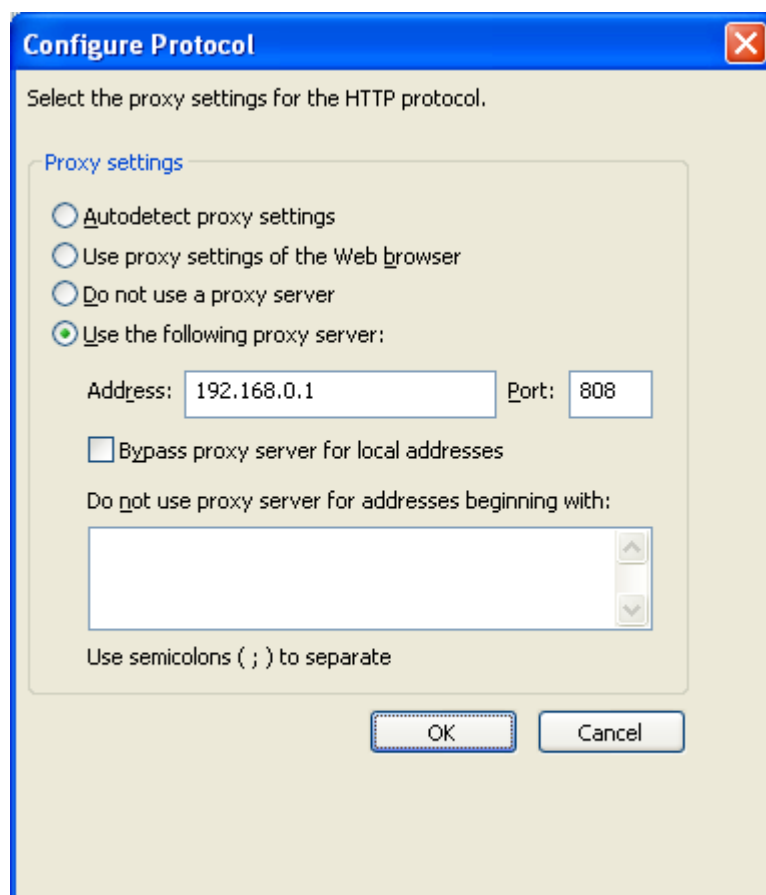 Configure Protocol
Select the proxy settings for the HTTP protocol.
Proxy settings
Autodetect proxy settings
Use proxy settings of the Web browser
Do not use a proxy server
Use the following proxy server:
Address: 192.168.0.1 Port: 808
Bypass proxy server for local addresses
Do not use proxy server for addresses beginning with:
Use semicolons ( ; ) to separate
OK Cancel